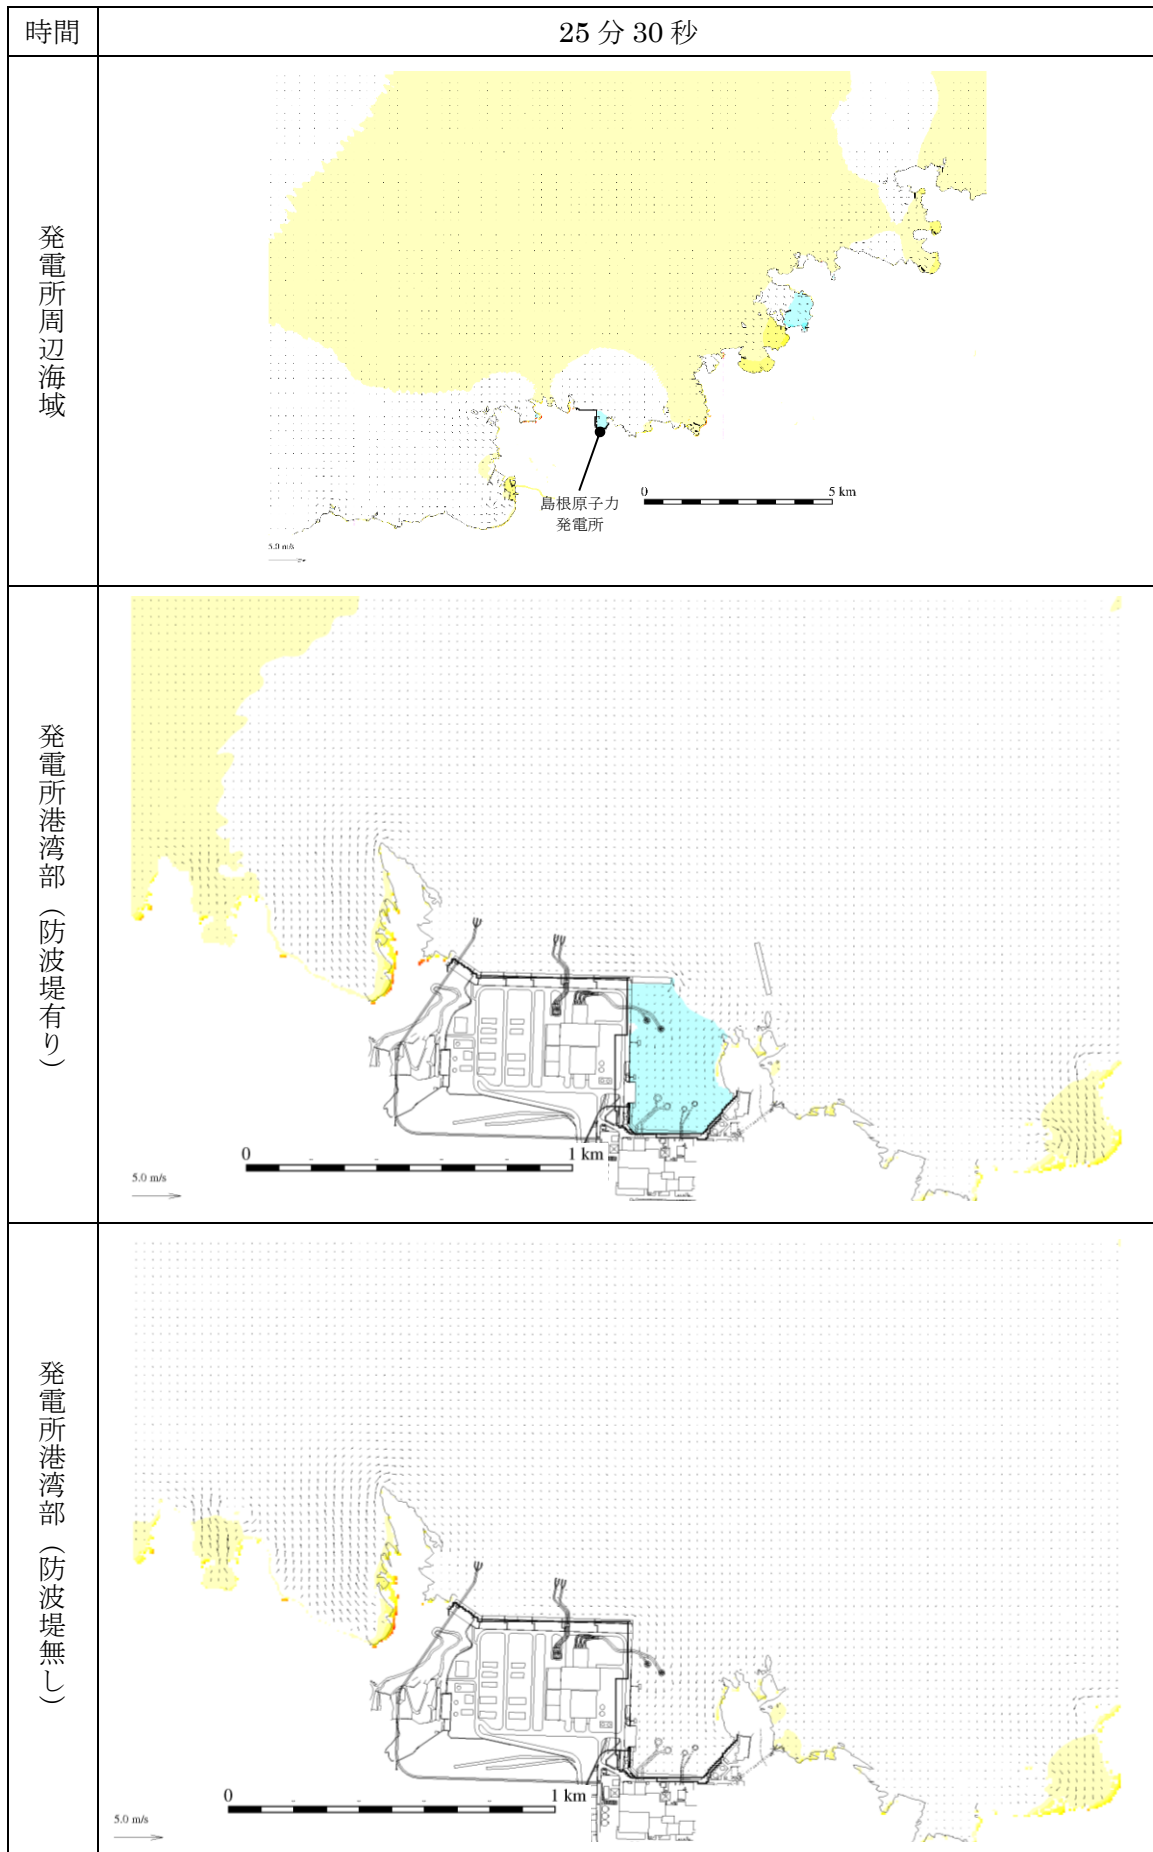 時間
25分30秒
発電所周辺海域
島根原子力
発電所
0
5 km
5.0 m/s
発電所港湾部（防波堤有り）
0
1 km
5.0 m/s
発電所港湾部（防波堤無し）
0
1 km
5.0 m/s